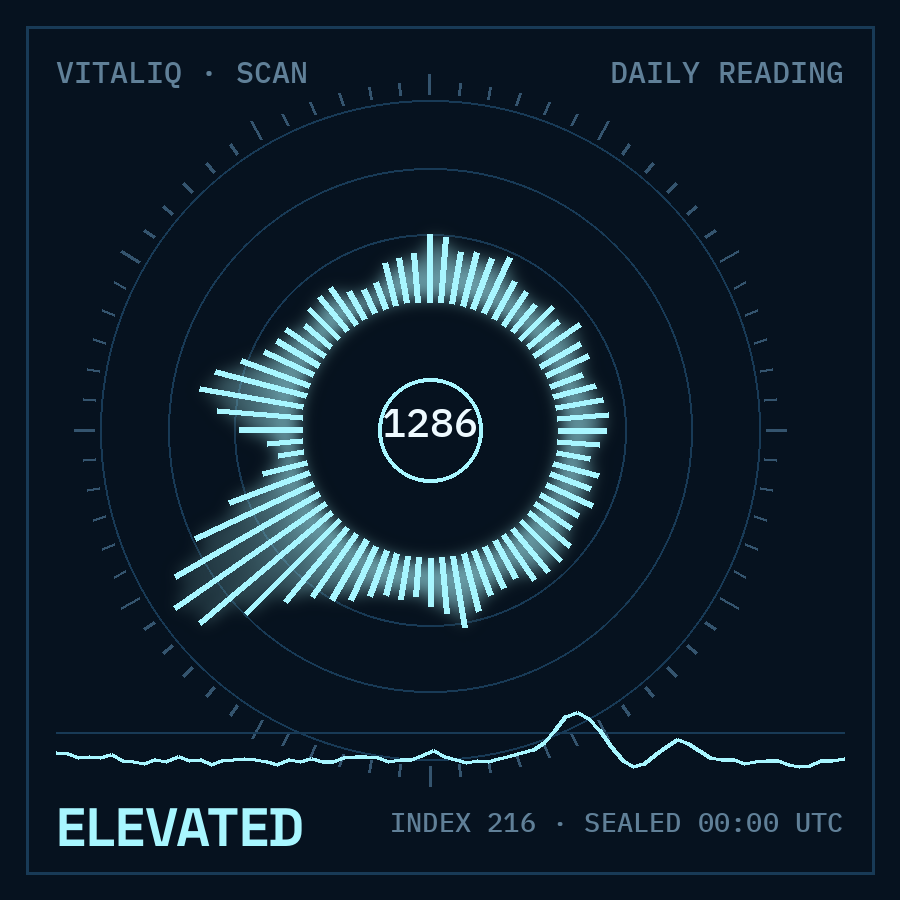 VITALIQ · SCAN
DAILY READING
1286
ELEVATED
INDEX 216 · SEALED 00:00 UTC